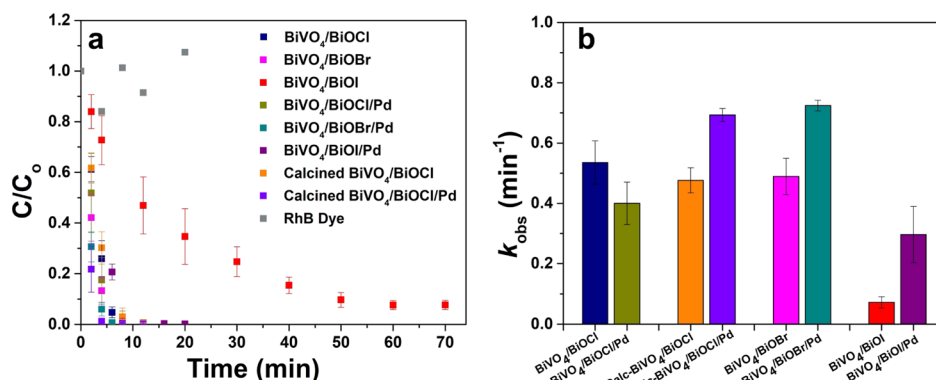 a
C/C₀
1.2
1.0
0.8
0.6
0.4
0.2
0.0
0
10
20
30
40
50
60
70
Time (min)
BiVO₄/BiOCl
BiVO₄/BiOBr
BiVO₄/BiOI
BiVO₄/BiOCl/Pd
BiVO₄/BiOBr/Pd
BiVO₄/BiOI/Pd
Calcined BiVO₄/BiOCl
Calcined BiVO₄/BiOCl/Pd
RhB Dye
b
k_obs (min⁻¹)
1.0
0.8
0.6
0.4
0.2
0.0
BiVO₄/BiOCl
BiVO₄/BiOCl/Pd
BiVO₄/BiOBr
BiVO₄/BiOBr/Pd
BiVO₄/BiOI
BiVO₄/BiOI/Pd